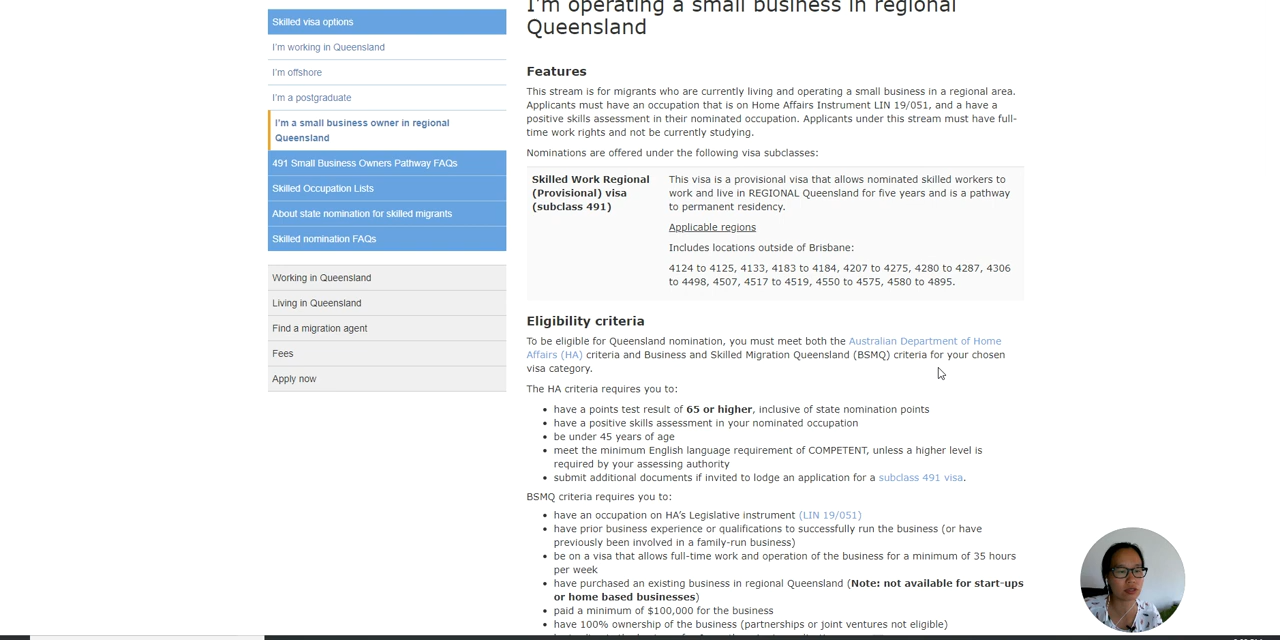 Skilled visa options
I'm working in Queensland
I'm offshore
I'm a postgraduate
I'm a small business owner in regional
Queensland
491 Small Business Owners Pathway FAQs
Skilled Occupation Lists
About state nomination for skilled migrants
Skilled nomination FAQs
Working in Queensland
Living in Queensland
Find a migration agent
Fees
Apply now
I'm operating a small business in regional
Queensland
Features
This stream is for migrants who are currently living and operating a small business in a regional area.
Applicants must have an occupation that is on Home Affairs Instrument LIN 19/051, and a have a
positive skills assessment in their nominated occupation. Applicants under this stream must have full-
time work rights and not be currently studying.
Nominations are offered under the following visa subclasses:
Skilled Work Regional
(Provisional) visa
(subclass 491)
This visa is a provisional visa that allows nominated skilled workers to
work and live in REGIONAL Queensland for five years and is a pathway
to permanent residency.
Applicable regions
Includes locations outside of Brisbane:
4124 to 4125, 4133, 4183 to 4184, 4207 to 4275, 4280 to 4287, 4306
to 4498, 4507, 4517 to 4519, 4550 to 4575, 4580 to 4895.
Eligibility criteria
To be eligible for Queensland nomination, you must meet both the Australian Department of Home
Affairs (HA) criteria and Business and Skilled Migration Queensland (BSMQ) criteria for your chosen
visa category.
The HA criteria requires you to:
• have a points test result of 65 or higher, inclusive of state nomination points
• have a positive skills assessment in your nominated occupation
• be under 45 years of age
• meet the minimum English language requirement of COMPETENT, unless a higher level is
required by your assessing authority
• submit additional documents if invited to lodge an application for a subclass 491 visa.
BSMQ criteria requires you to:
• have an occupation on HA's Legislative instrument (LIN 19/051)
• have prior business experience or qualifications to successfully run the business (or have
previously been involved in a family-run business)
• be on a visa that allows full-time work and operation of the business for a minimum of 35 hours
per week
• have purchased an existing business in regional Queensland (Note: not available for start-ups
or home based businesses)
• paid a minimum of $100,000 for the business
• have 100% ownership of the business (partnerships or joint ventures not eligible)